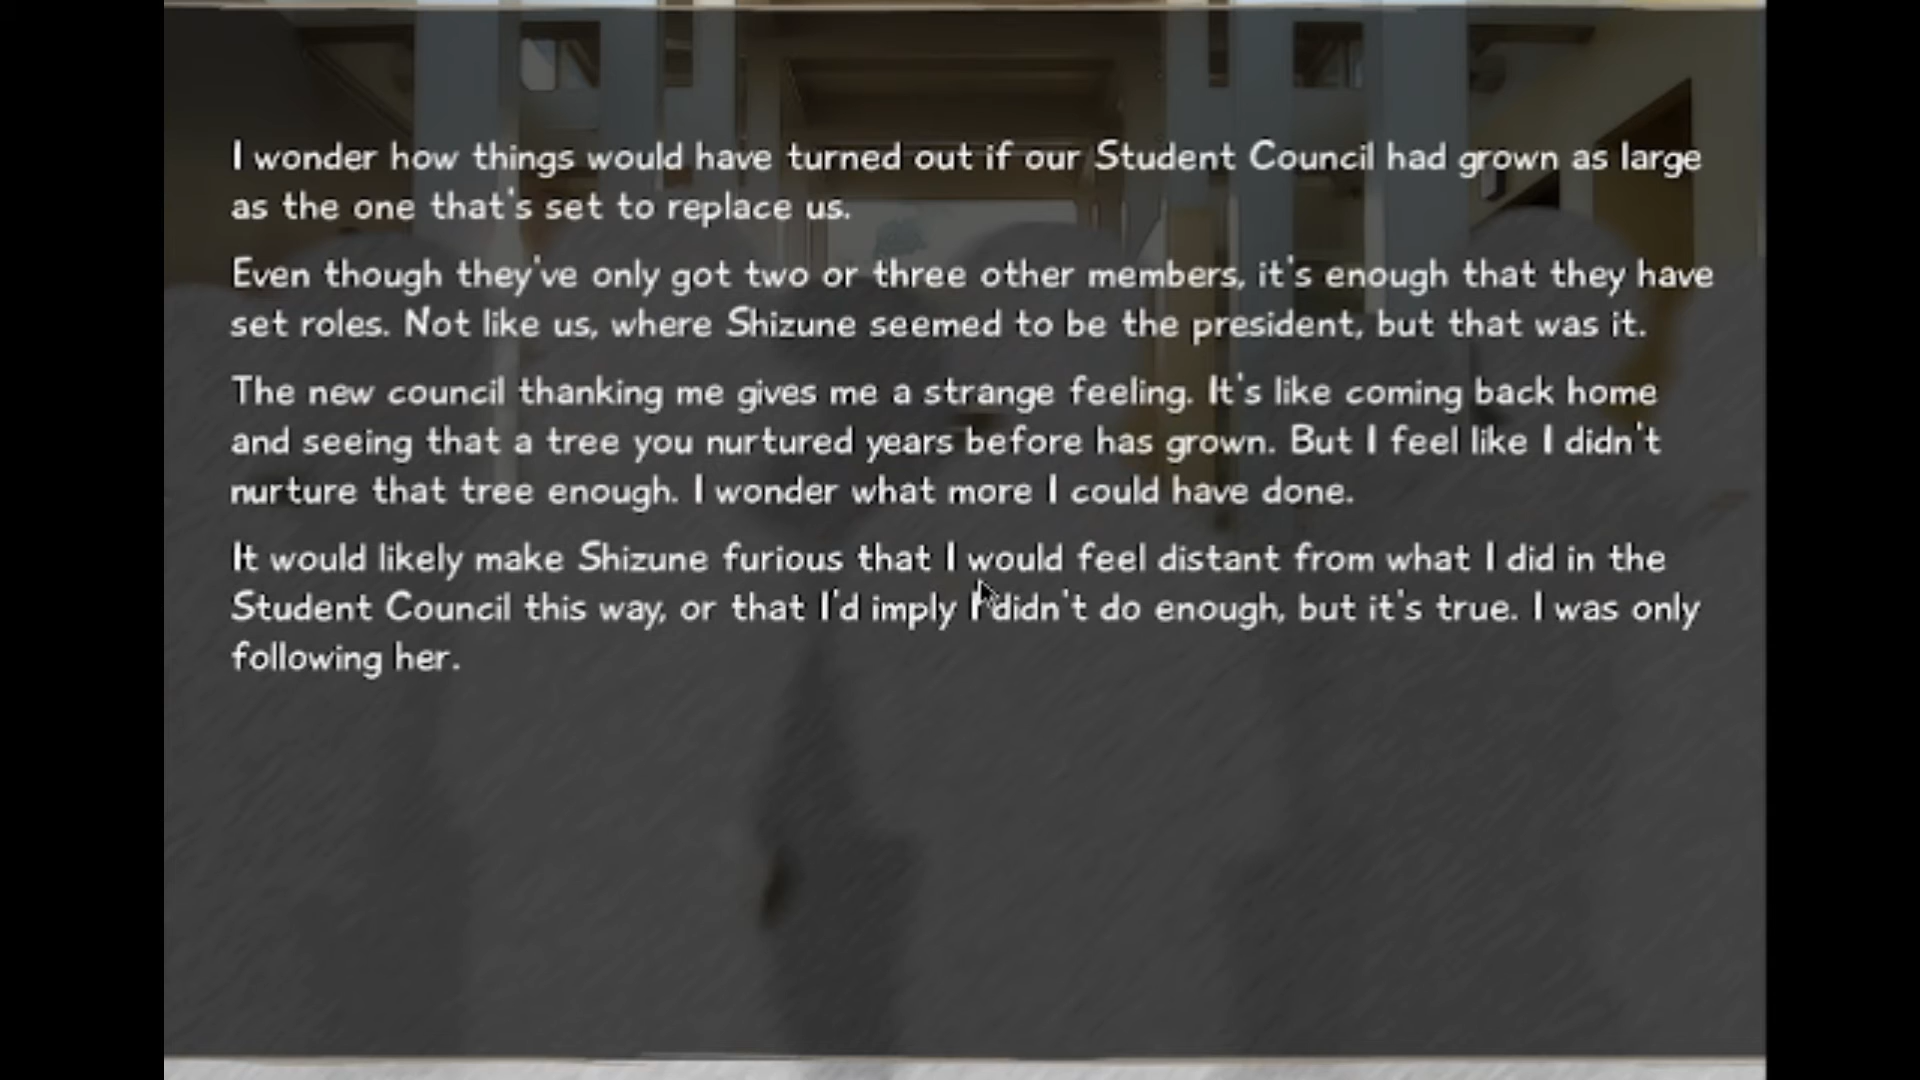 I wonder how things would have turned out if our Student Council had grown as large
as the one that's set to replace us.
Even though they've only got two or three other members, it's enough that they have
set roles. Not like us, where Shizune seemed to be the president, but that was it.
The new council thanking me gives me a strange feeling. It's like coming back home
and seeing that a tree you nurtured years before has grown. But I feel like I didn't
nurture that tree enough. I wonder what more I could have done.
It would likely make Shizune furious that I would feel distant from what I did in the
Student Council this way, or that I'd imply I didn't do enough, but it's true. I was only
following her.